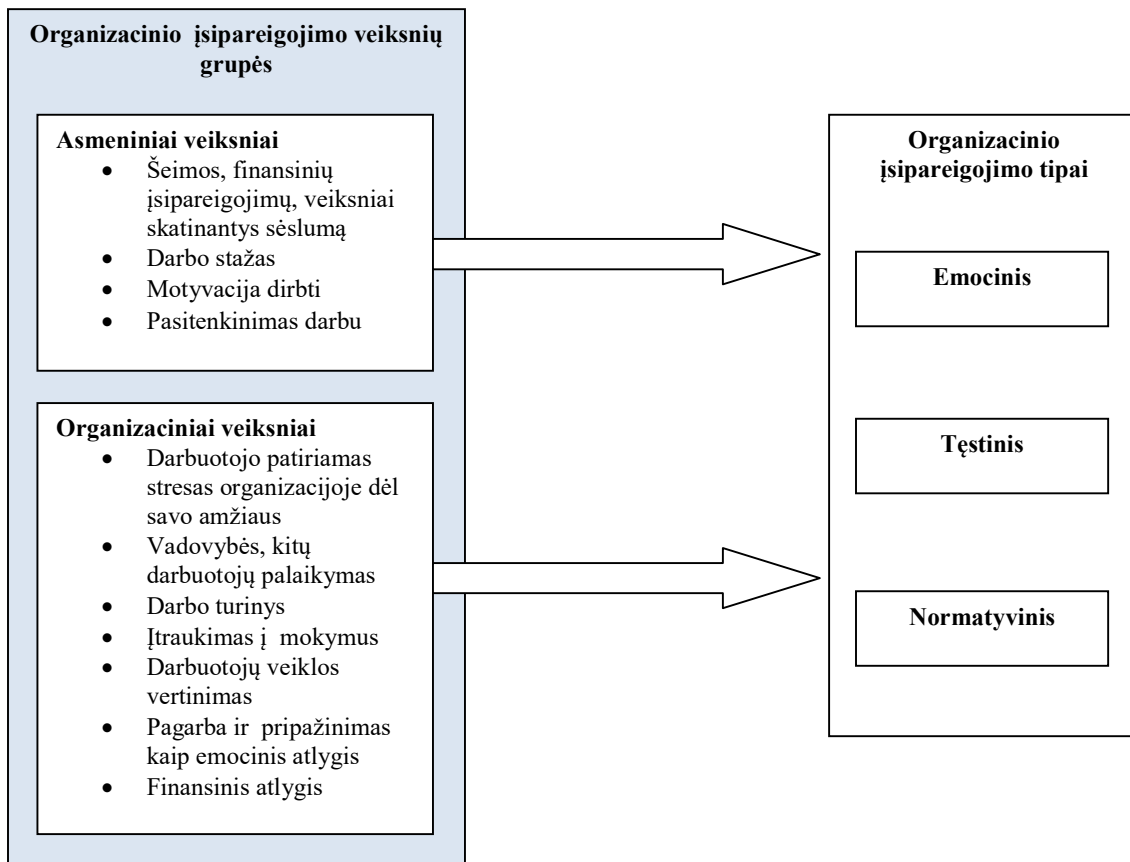 Organizacinio įsipareigojimo veiksnių
grupės
Asmeniniai veiksniai
• Šeimos, finansinių
įsipareigojimų, veiksniai
skatinantys sėslumą
• Darbo stažas
• Motyvacija dirbti
• Pasitenkinimas darbu
Organizaciniai veiksniai
• Darbuotojo patiriamas
stresas organizacijoje dėl
savo amžiaus
• Vadovybės, kitų
darbuotojų palaikymas
• Darbo turinys
• Įtraukimas į mokymus
• Darbuotojų veiklos
vertinimas
• Pagarba ir pripažinimas
kaip emocinis atlygis
• Finansinis atlygis
Organizacinio
įsipareigojimo tipai
Emocinis
Tęstinis
Normatyvinis